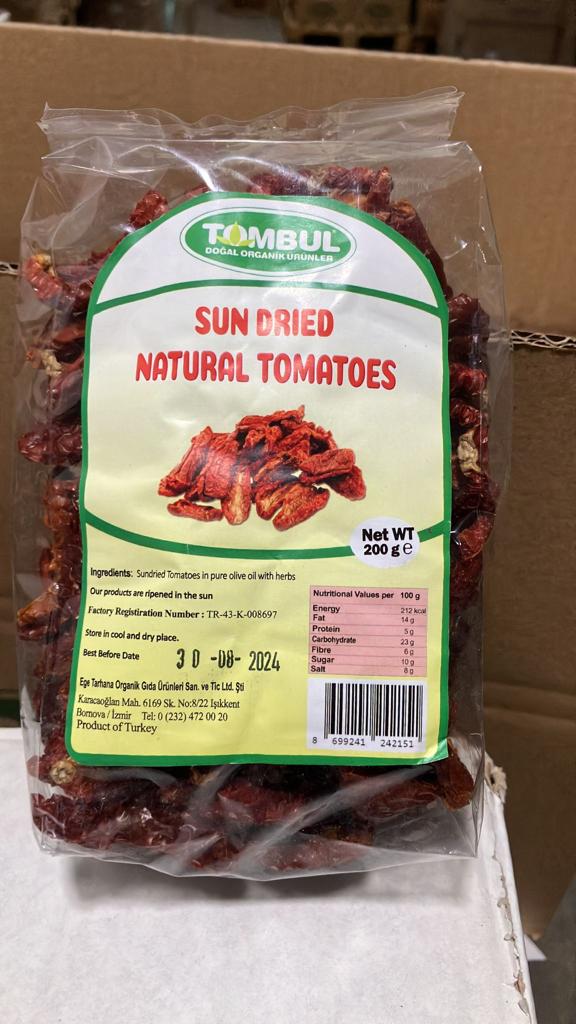 TOMBUL
DOĞAL ORGANİK ÜRÜNLER
SUN DRIED
NATURAL TOMATOES
Net WT
200 g e
Ingredients: Sundried Tomatoes in pure olive oil with herbs
Our products are ripened in the sun
Factory Registiration Number : TR-43-K-008697
Store in cool and dry place.
Best Before Date 30-08-2024
Ege Tarhana Organik Gıda Ürünleri San. ve Tic Ltd. Şti
Karacaoğlan Mah. 6169 Sk. No:8/22 Işıkkent
Bornova / İzmir Tel: 0 (232) 472 00 20
Product of Turkey
Nutritional Values per 100 g
Energy 212 kcal
Fat 14 g
Protein 5 g
Carbohydrate 23 g
Fibre 6 g
Sugar 10 g
Salt 8 g
8 699241 242151